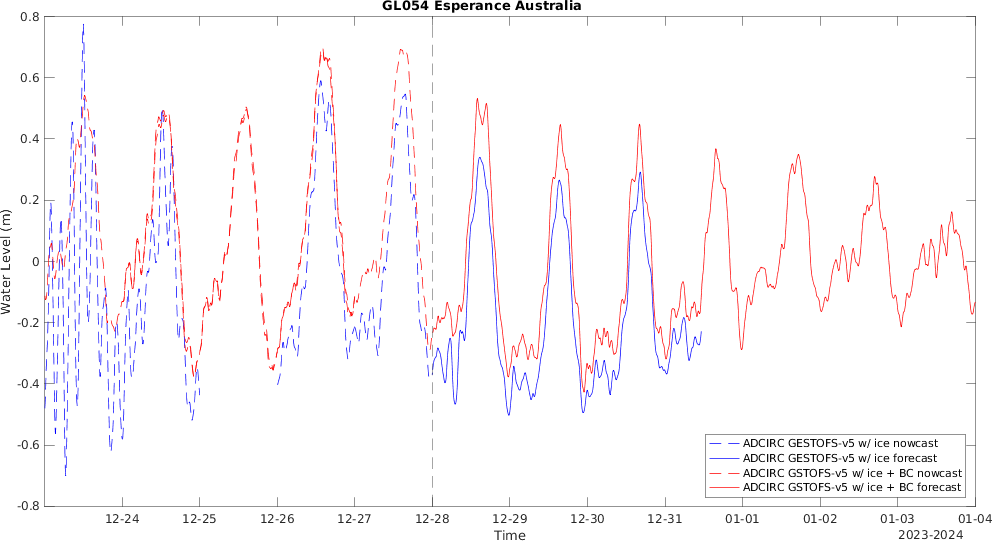 GL054 Esperance Australia
0.8
0.6
0.4
0.2
0
-0.2
-0.4
-0.6
-0.8
Water Level (m)
12-24 12-25 12-26 12-27 12-28 12-29 12-30 12-31 01-01 01-02 01-03 01-04
Time
2023-2024
ADCIRC GESTOFS-v5 w/ ice nowcast
ADCIRC GESTOFS-v5 w/ ice forecast
ADCIRC GSTOFS-v5 w/ ice + BC nowcast
ADCIRC GSTOFS-v5 w/ ice + BC forecast